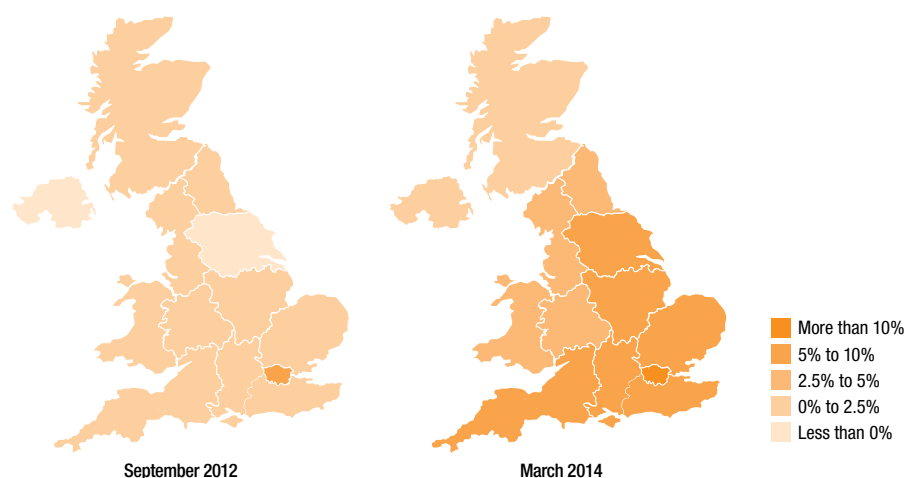 More than 10%
5% to 10%
2.5% to 5%
0% to 2.5%
Less than 0%
September 2012
March 2014